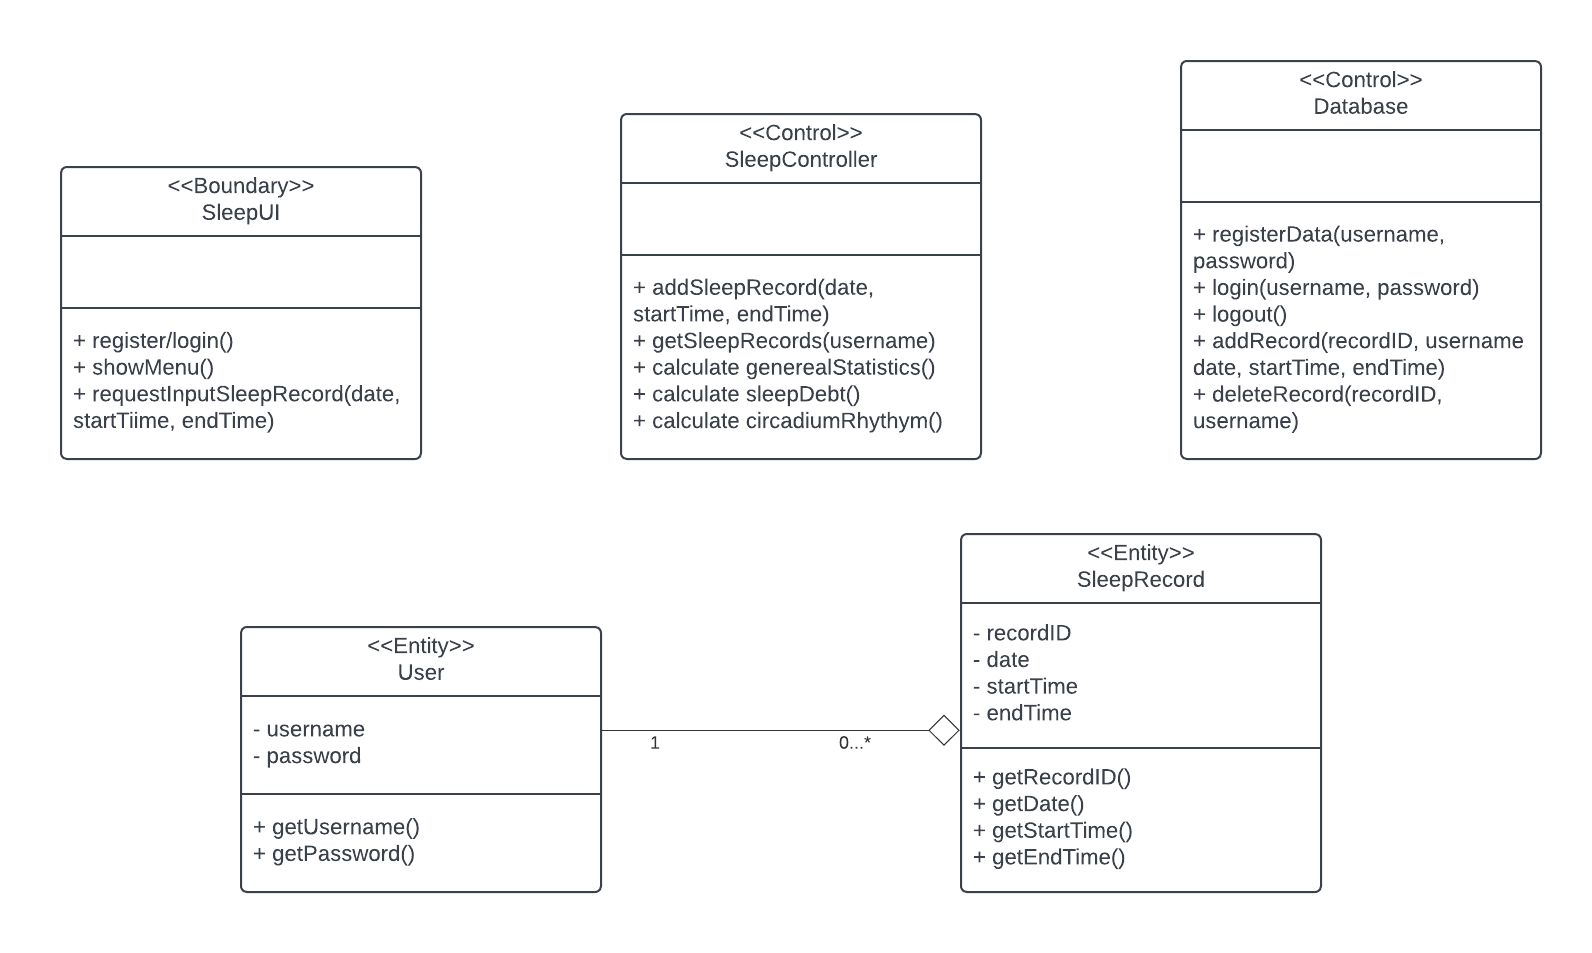 <<Boundary>>
SleepUI
+ register/login()
+ showMenu()
+ requestInputSleepRecord(date,
startTiime, endTime)
<<Control>>
SleepController
+ addSleepRecord(date,
startTime, endTime)
+ getSleepRecords(username)
+ calculate generealStatistics()
+ calculate sleepDebt()
+ calculate circadiumRhythym()
<<Control>>
Database
+ registerData(username,
password)
+ login(username, password)
+ logout()
+ addRecord(recordID, username
date, startTime, endTime)
+ deleteRecord(recordID,
username)
<<Entity>>
User
- username
- password
+ getUsername()
+ getPassword()
1
0...*
<<Entity>>
SleepRecord
- recordID
- date
- startTime
- endTime
+ getRecordID()
+ getDate()
+ getStartTime()
+ getEndTime()